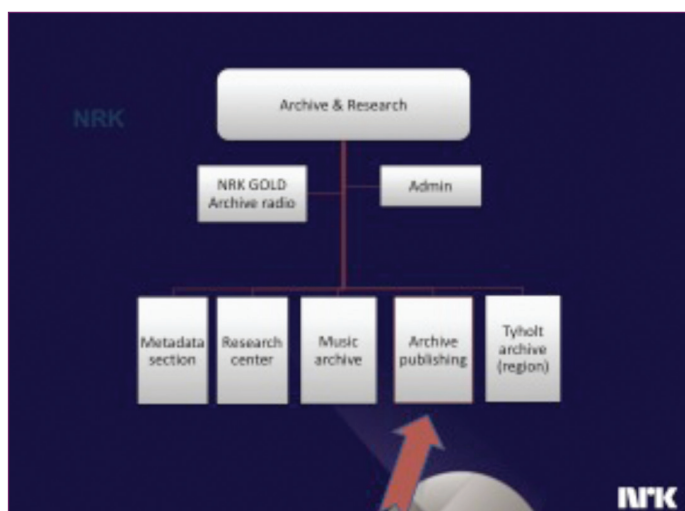 Archive & Research
NRK
NRK GOLD
Archive radio
Admin
Metadata
section
Research
center
Music
archive
Archive
publishing
Tyholt
archive
(region)
NRK